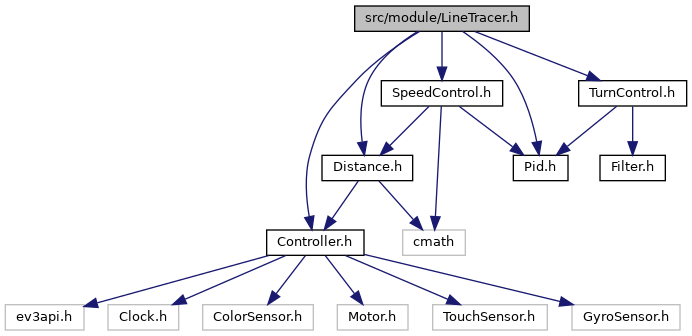 src/module/LineTracer.h
SpeedControl.h
TurnControl.h
Distance.h
Pid.h
Filter.h
Controller.h
cmath
ev3api.h
Clock.h
ColorSensor.h
Motor.h
TouchSensor.h
GyroSensor.h